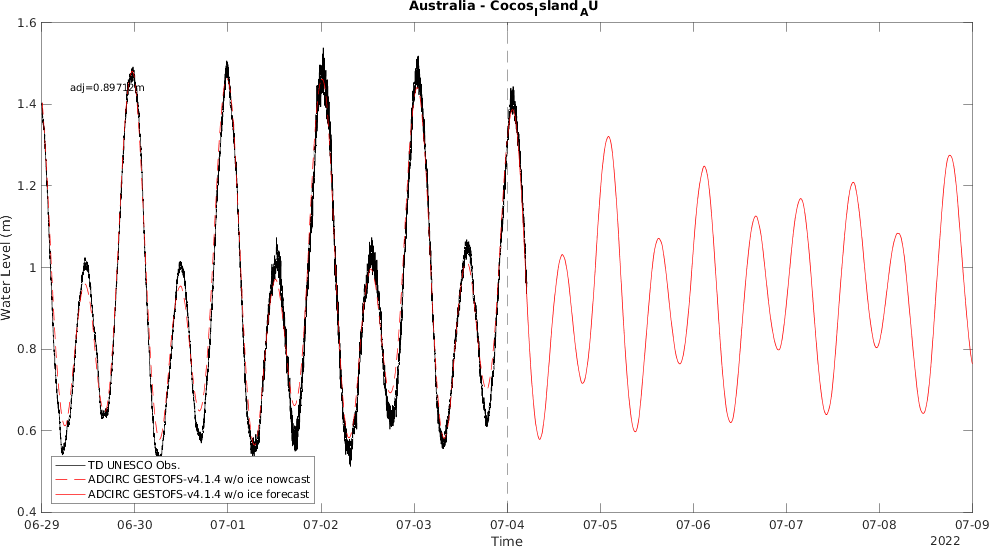 Australia - CocosIslandAU
adj=0.89712m
Water Level (m)
1.6
1.4
1.2
1
0.8
0.6
0.4
TD UNESCO Obs.
ADCIRC GESTOFS-v4.1.4 w/o ice nowcast
ADCIRC GESTOFS-v4.1.4 w/o ice forecast
06-29 06-30 07-01 07-02 07-03 07-04 07-05 07-06 07-07 07-08 07-09
Time
2022